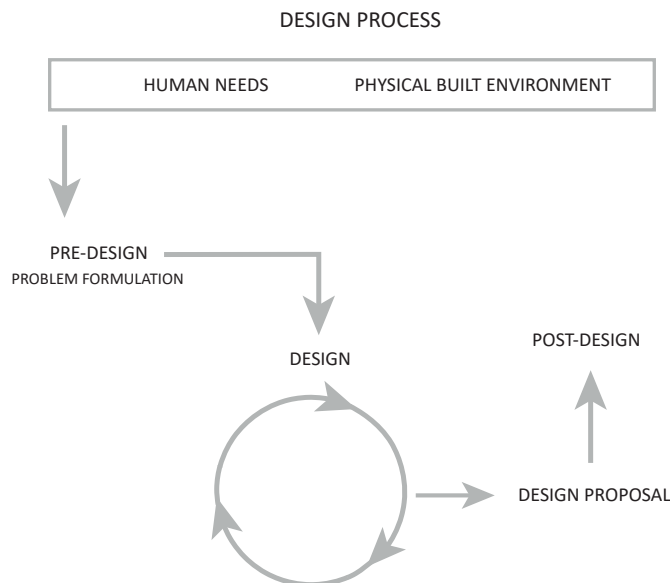 DESIGN PROCESS
HUMAN NEEDS PHYSICAL BUILT ENVIRONMENT
PRE-DESIGN
PROBLEM FORMULATION
DESIGN
POST-DESIGN
DESIGN PROPOSAL